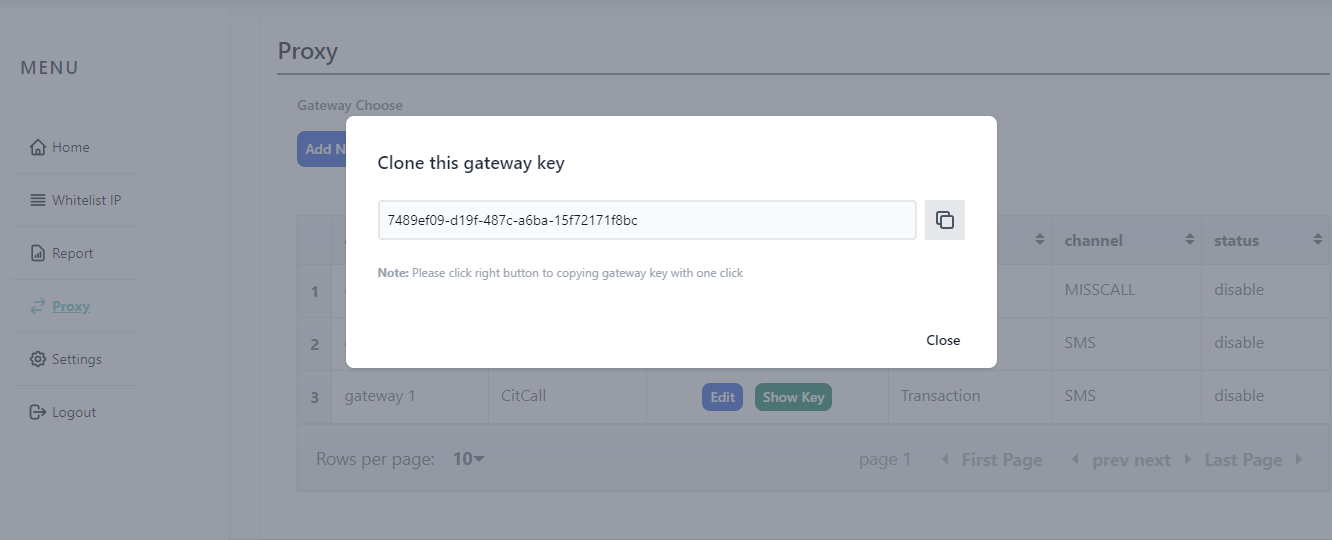 MENU
Home
Whitelist IP
Report
Proxy
Settings
Logout
Proxy
Gateway Choose
Add N
Clone this gateway key
7489ef09-d19f-487c-a6ba-15f72171f8bc
Note: Please click right button to copying gateway key with one click
Close
channel status
1 MISSCALL disable
2 SMS disable
3 gateway 1 CitCall Edit Show Key Transaction SMS disable
Rows per page: 10 page 1 First Page prev next Last Page